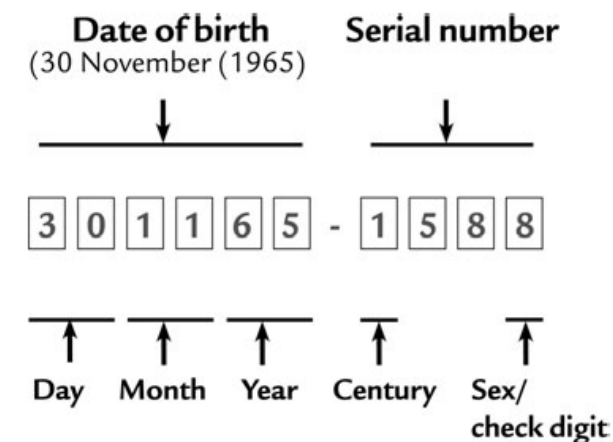 Date of birth
(30 November (1965)
Serial number
3 0 1 1 6 5 - 1 5 8 8
Day Month Year Century Sex/
check digit